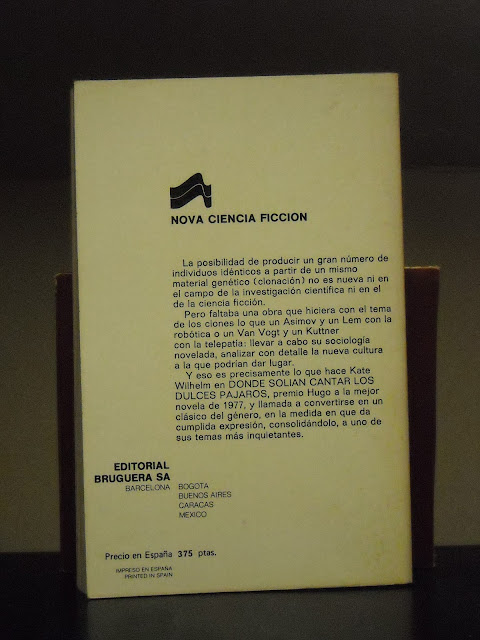 NOVA CIENCIA FICCION
La posibilidad de producir un gran número de
individuos idénticos a partir de un mismo
material genético (clonación) no es nueva ni en
el campo de la investigación científica ni en el
de la ciencia ficción.
Pero faltaba una obra que hiciera con el tema
de los clones lo que un Asimov y un Lem con la
robótica o un Van Vogt y un Kuttner
con la telepatía: llevar a cabo su sociología
novelada, analizar con detalle la nueva cultura
a la que podrían dar lugar.
Y eso es precisamente lo que hace Kate
Wilhelm en DONDE SOLIAN CANTAR LOS
DULCES PAJAROS, premio Hugo a la mejor
novela de 1977, y llamada a convertirse en un
clásico del género, en la medida en que da
cumplida expresión, consolidándolo, a uno de
sus temas más inquietantes.
EDITORIAL
BRUGUERA SA
BARCELONA BOGOTA
BUENOS AIRES
CARACAS
MEXICO
Precio en España 375 ptas.
IMPRESO EN ESPAÑA
PRINTED IN SPAIN